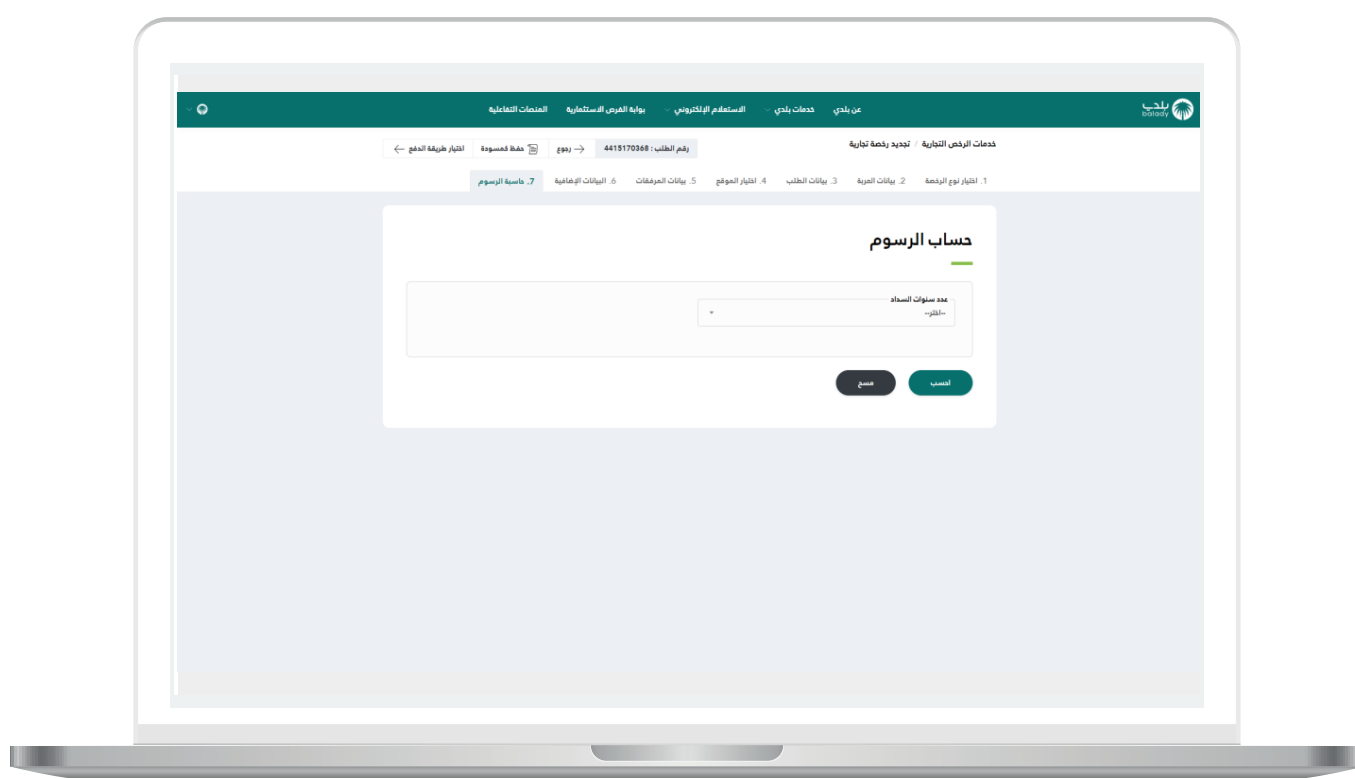 بلدي
balady
عن بلدي خدمات بلدي الاستعلام الإلكتروني بوابة الفرص الاستثمارية المنصات التفاعلية
خدمات الرخص التجارية / تجديد رخصة تجارية
رقم الطلب : 4415170368 رجوع حفظ كمسودة اختيار طريقة الدفع
1. اختيار نوع الرخصة 2. بيانات العربة 3. بيانات الطلب 4. اختيار الموقع 5. بيانات المرفقات 6. البيانات الإضافية 7. حاسبة الرسوم
حساب الرسوم
عدد سنوات السداد
--اختر--
احسب مسح